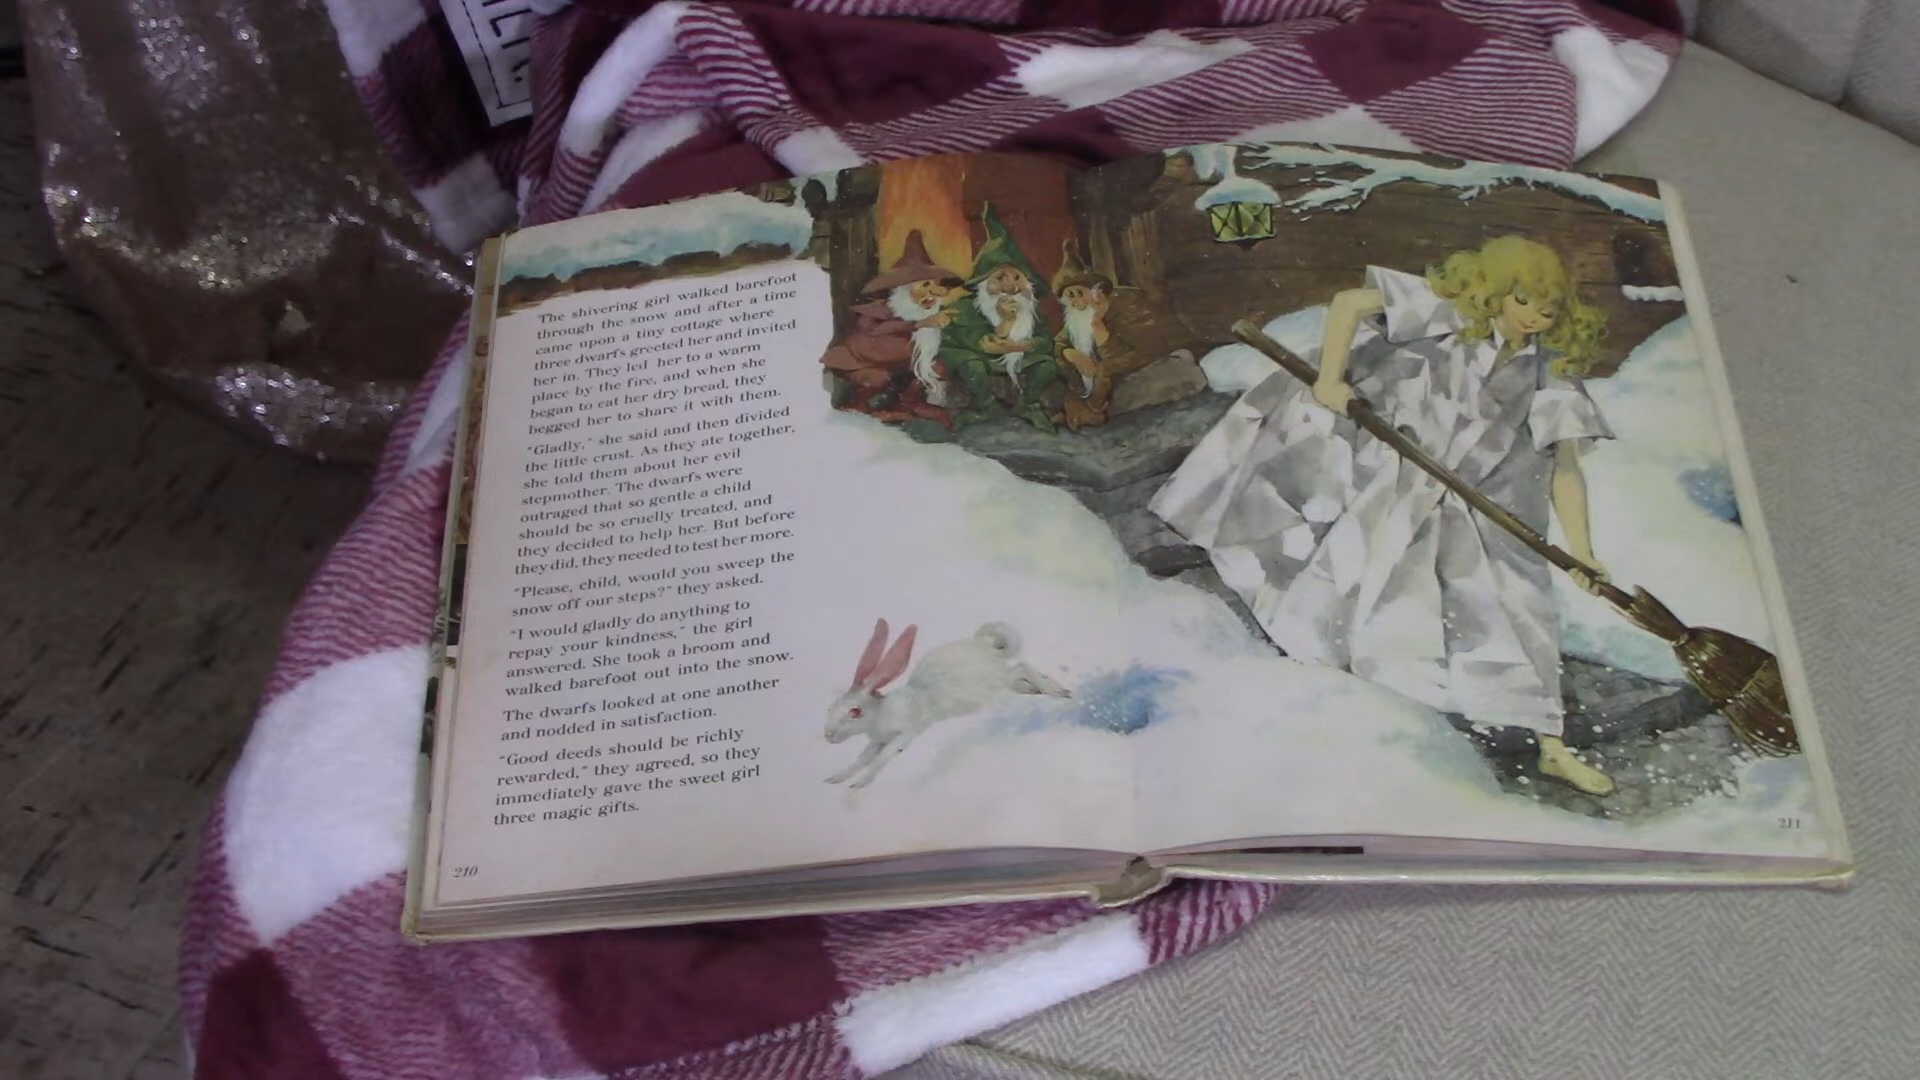 The shivering girl walked barefoot
through the snow and after a time
came upon a tiny cottage where
three dwarfs greeted her and invited
her in. They led her to a warm
place by the fire, and when she
began to eat her dry bread, they
begged her to share it with them.
"Gladly," she said and then divided
the little crust. As they ate together,
she told them about her evil
stepmother. The dwarfs were
outraged that so gentle a child
should be so cruelly treated, and
they decided to help her. But before
they did, they needed to test her more.
"Please, child, would you sweep the
snow off our steps?" they asked.
"I would gladly do anything to
repay your kindness," the girl
answered. She took a broom and
walked barefoot out into the snow.
The dwarfs looked at one another
and nodded in satisfaction.
"Good deeds should be richly
rewarded," they agreed, so they
immediately gave the sweet girl
three magic gifts.
210
211